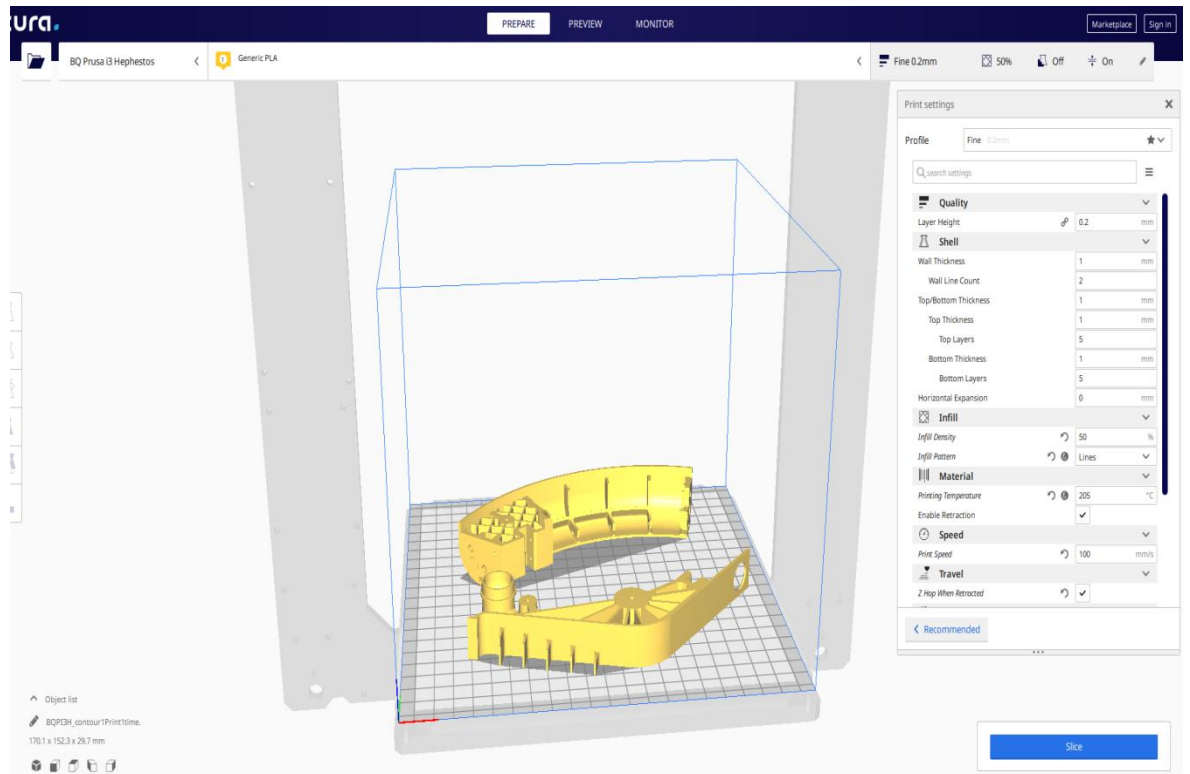 cura.
PREPARE PREVIEW MONITOR
Marketplace Sign in
BQ Prusa i3 Hephestos
1 Generic PLA
Fine 0.2mm 50% Off On
Print settings
Profile Fine 0.2mm
search settings
Quality
Layer Height 0.2 mm
Shell
Wall Thickness 1 mm
Wall Line Count 2
Top/Bottom Thickness 1 mm
Top Thickness 1 mm
Top Layers 5
Bottom Thickness 1 mm
Bottom Layers 5
Horizontal Expansion 0 mm
Infill
Infill Density 50 %
Infill Pattern Lines
Material
Printing Temperature 205 °C
Enable Retraction
Speed
Print Speed 100 mm/s
Travel
Z Hop When Retracted
Recommended
Object list
BQPI3H_contour1Print1time.
170.1 x 152.3 x 29.7 mm
Slice